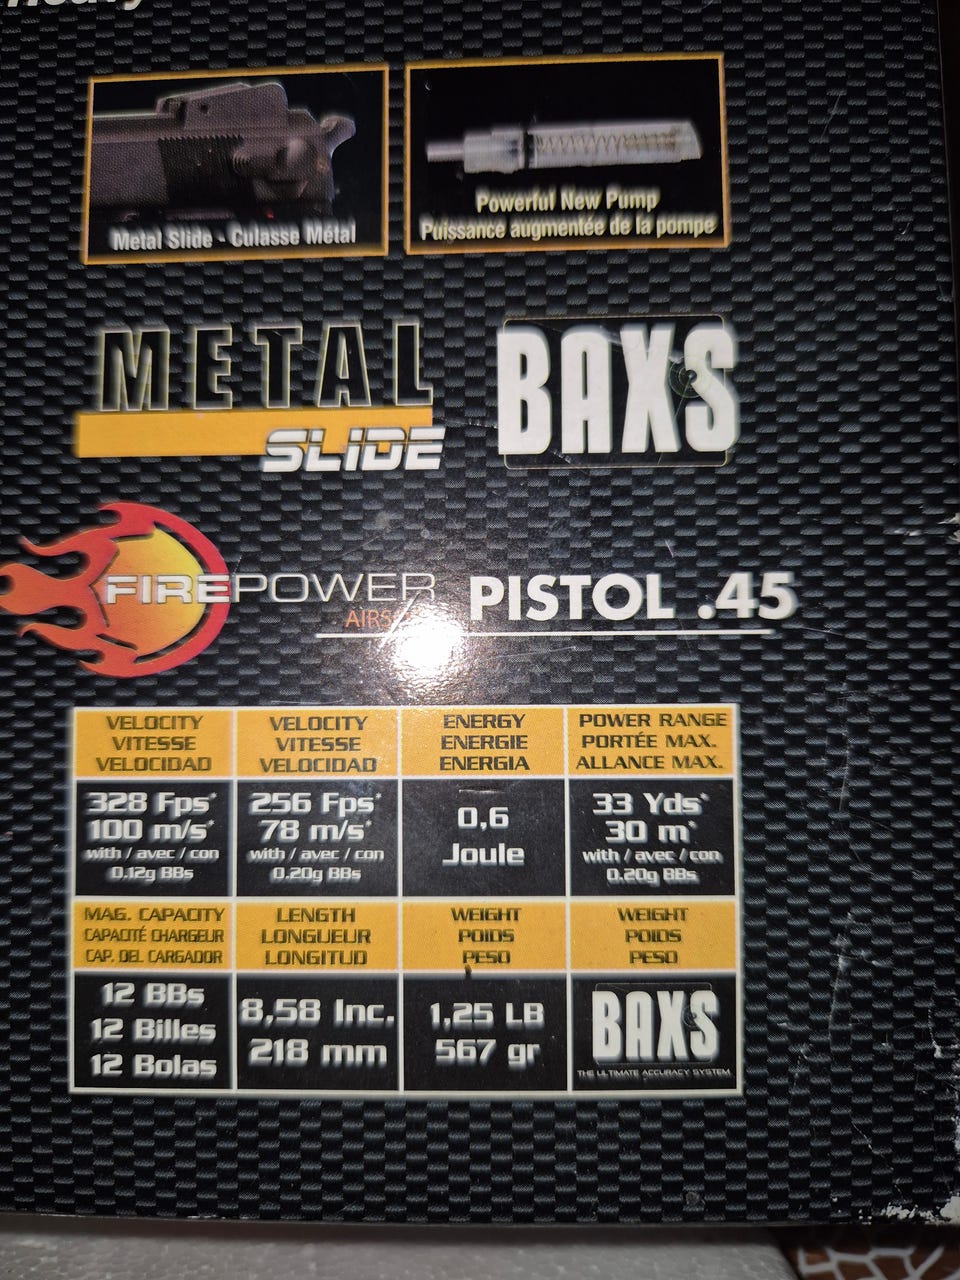 Metal Slide - Culasse Métal
Powerful New Pump
Puissance augmentée de la pompe
METAL
SLIDE
BAXS
FIREPOWER
PISTOL .45
VELOCITY
VITESSE
VELOCIDAD
VELOCITY
VITESSE
VELOCIDAD
ENERGY
ENERGIE
ENERGIA
POWER RANGE
PORTÉE MAX.
ALLANCE MAX.
328 Fps*
100 m/s*
with / avec / con
0.12g BBs
256 Fps*
78 m/s*
with / avec / con
0.20g BBs
0,6
Joule
33 Yds*
30 m*
with / avec / con
0.20g BBs
MAG. CAPACITY
CAPACITÉ CHARGEUR
CAP. DEL CARGADOR
LENGTH
LONGUEUR
LONGITUD
WEIGHT
POIDS
PESO
WEIGHT
POIDS
PESO
12 BBs
12 Billes
12 Bolas
8,58 Inc.
218 mm
1,25 LB
567 gr
BAXS
THE ULTIMATE ACCURACY SYSTEM